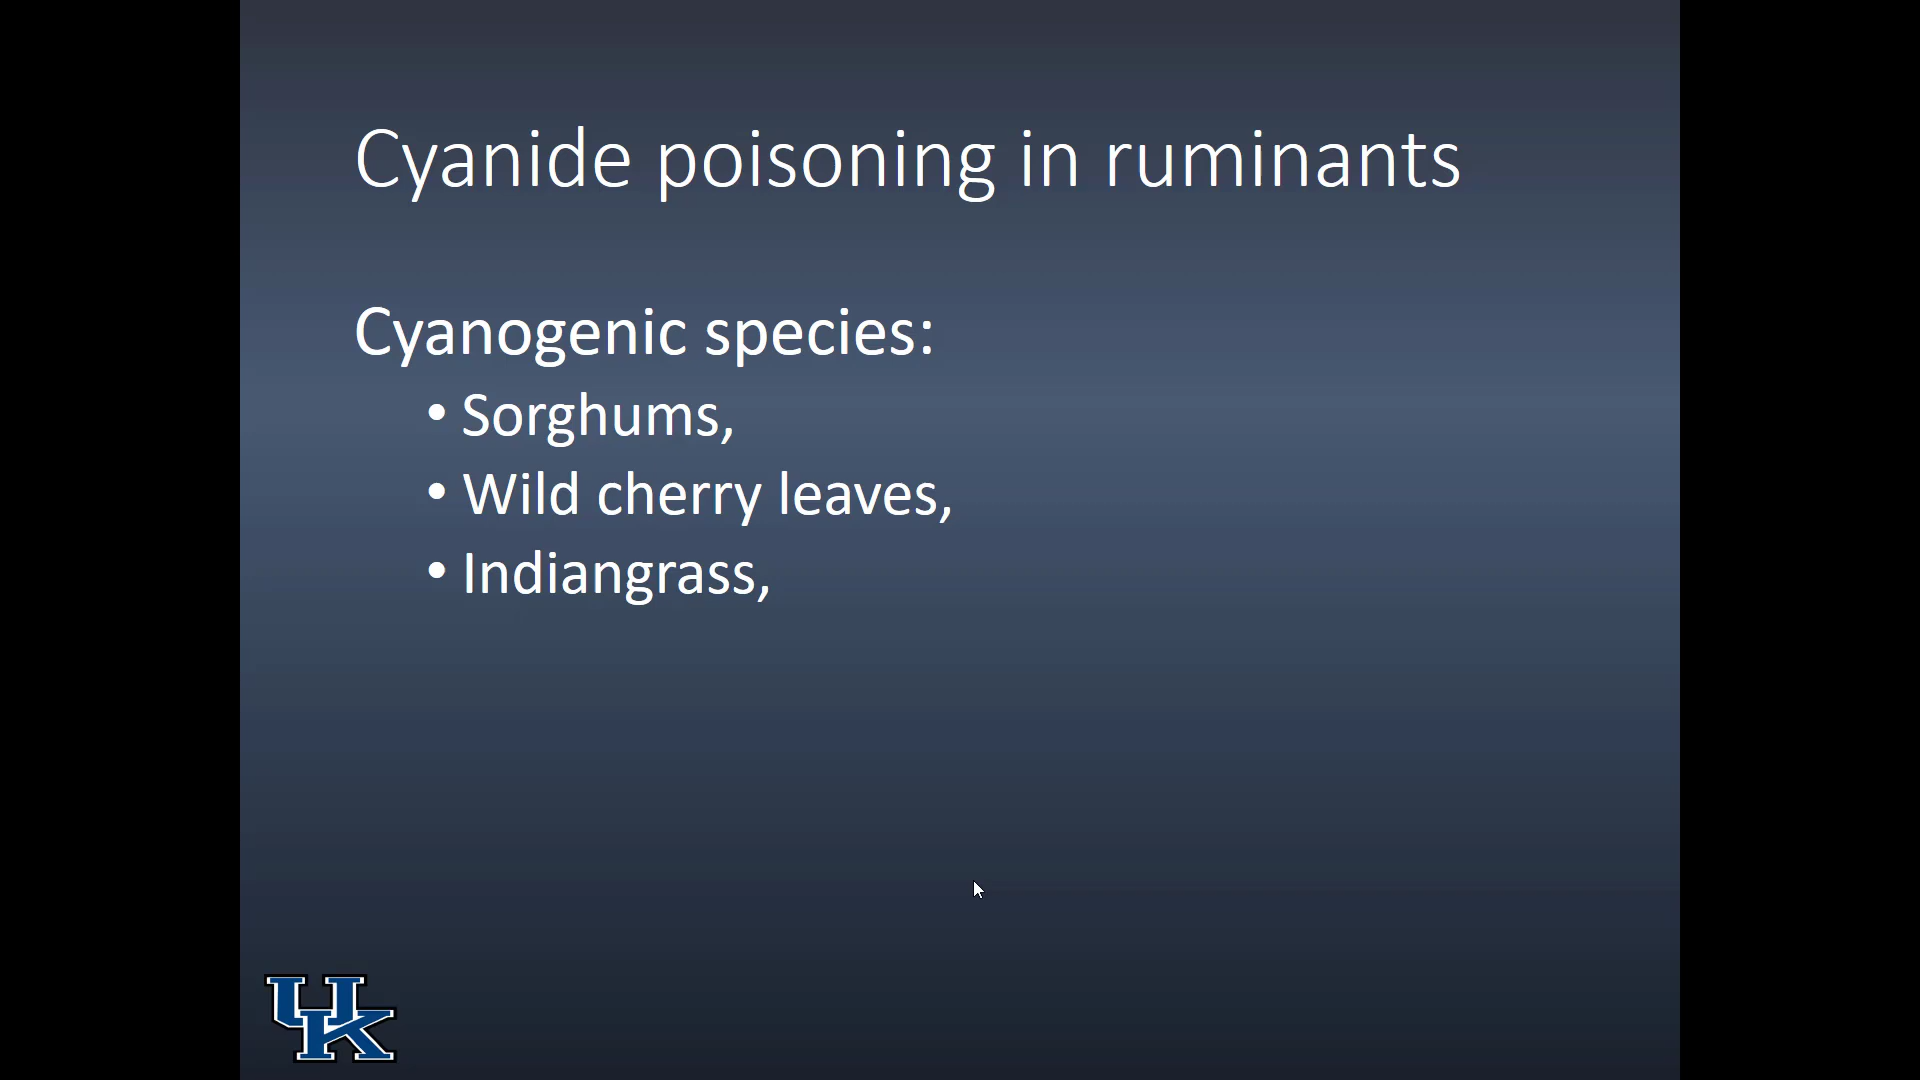 Cyanide poisoning in ruminants
Cyanogenic species:
• Sorghums,
• Wild cherry leaves,
• Indiangrass,
UK